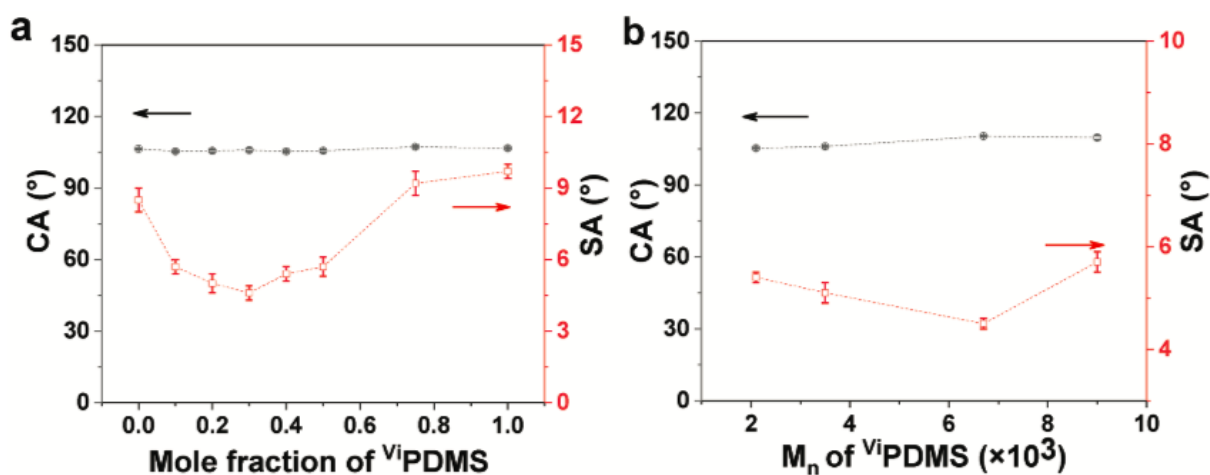 a
150
120
90
60
30
0
CA (°)
15
12
9
6
3
0
SA (°)
0.0 0.2 0.4 0.6 0.8 1.0
Mole fraction of ViPDMS
b
150
120
90
60
30
0
CA (°)
10
8
6
4
SA (°)
2 4 6 8 10
Mn of ViPDMS (×10³)